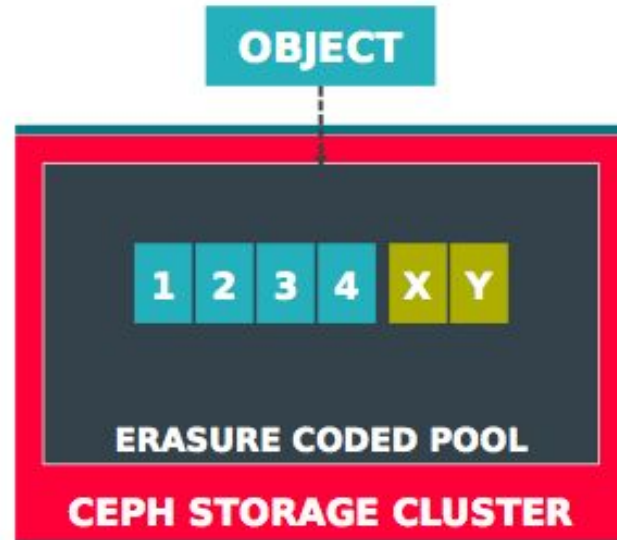 OBJECT
1 2 3 4 X Y
ERASURE CODED POOL
CEPH STORAGE CLUSTER